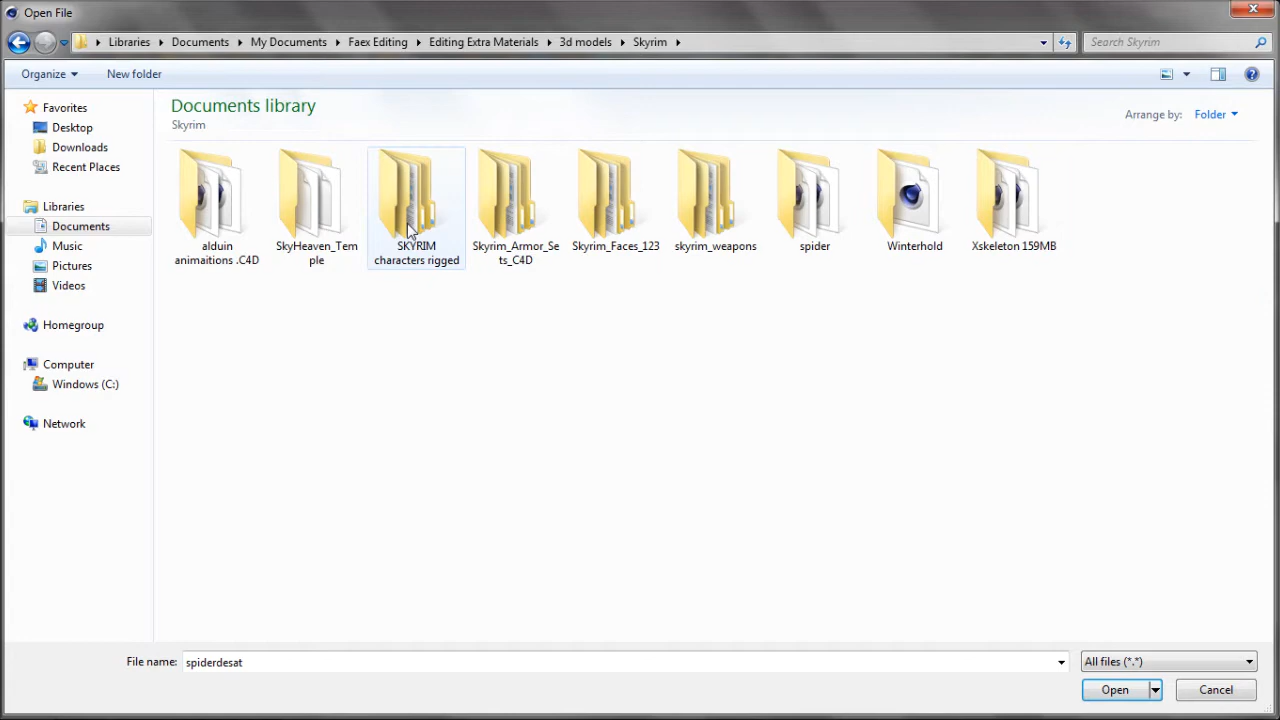 Open File
Libraries Documents My Documents Faex Editing Editing Extra Materials 3d models Skyrim Search Skyrim
Organize New folder
Favorites
Desktop
Downloads
Recent Places
Libraries
Documents
Music
Pictures
Videos
Homegroup
Computer
Windows (C:)
Network
Documents library
Skyrim
Arrange by: Folder
alduin
animaitions .C4D
SkyHeaven_Tem
ple
SKYRIM
characters rigged
Skyrim_Armor_Se
ts_C4D
Skyrim_Faces_123
skyrim_weapons
spider
Winterhold
Xskeleton 159MB
File name: spiderdesat All files (*.*)
Open Cancel